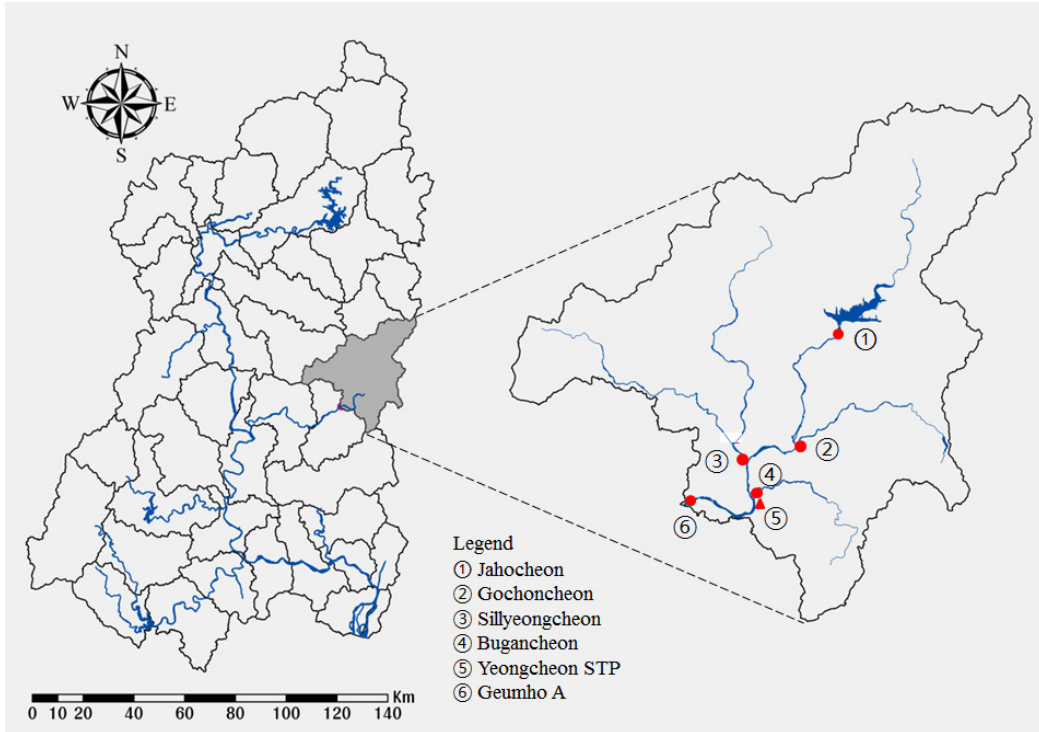 N
W E
S
①
②
③
④
⑤
⑥
Legend
① Jahocheon
② Gochoncheon
③ Sillyeongcheon
④ Bugancheon
⑤ Yeongcheon STP
⑥ Geumho A
Km
0 10 20 40 60 80 100 120 140